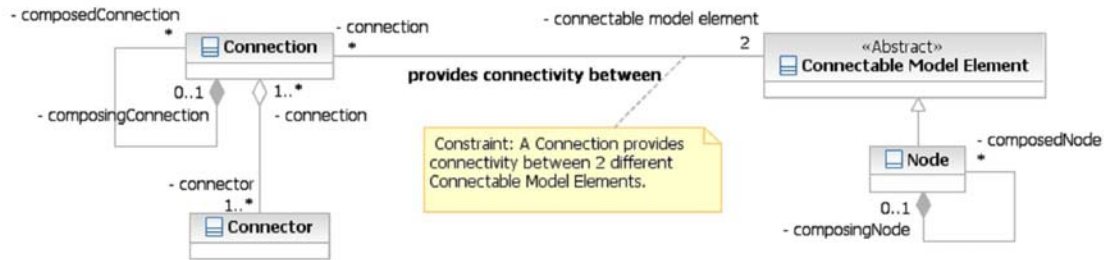 - composedConnection
*
Connection
- connection
*
- connectable model element
2
«Abstract»
Connectable Model Element
provides connectivity between
0..1
- composingConnection
1..*
- connection
Constraint: A Connection provides
connectivity between 2 different
Connectable Model Elements.
- composedNode
*
Node
0..1
- composingNode
- connector
1..*
Connector